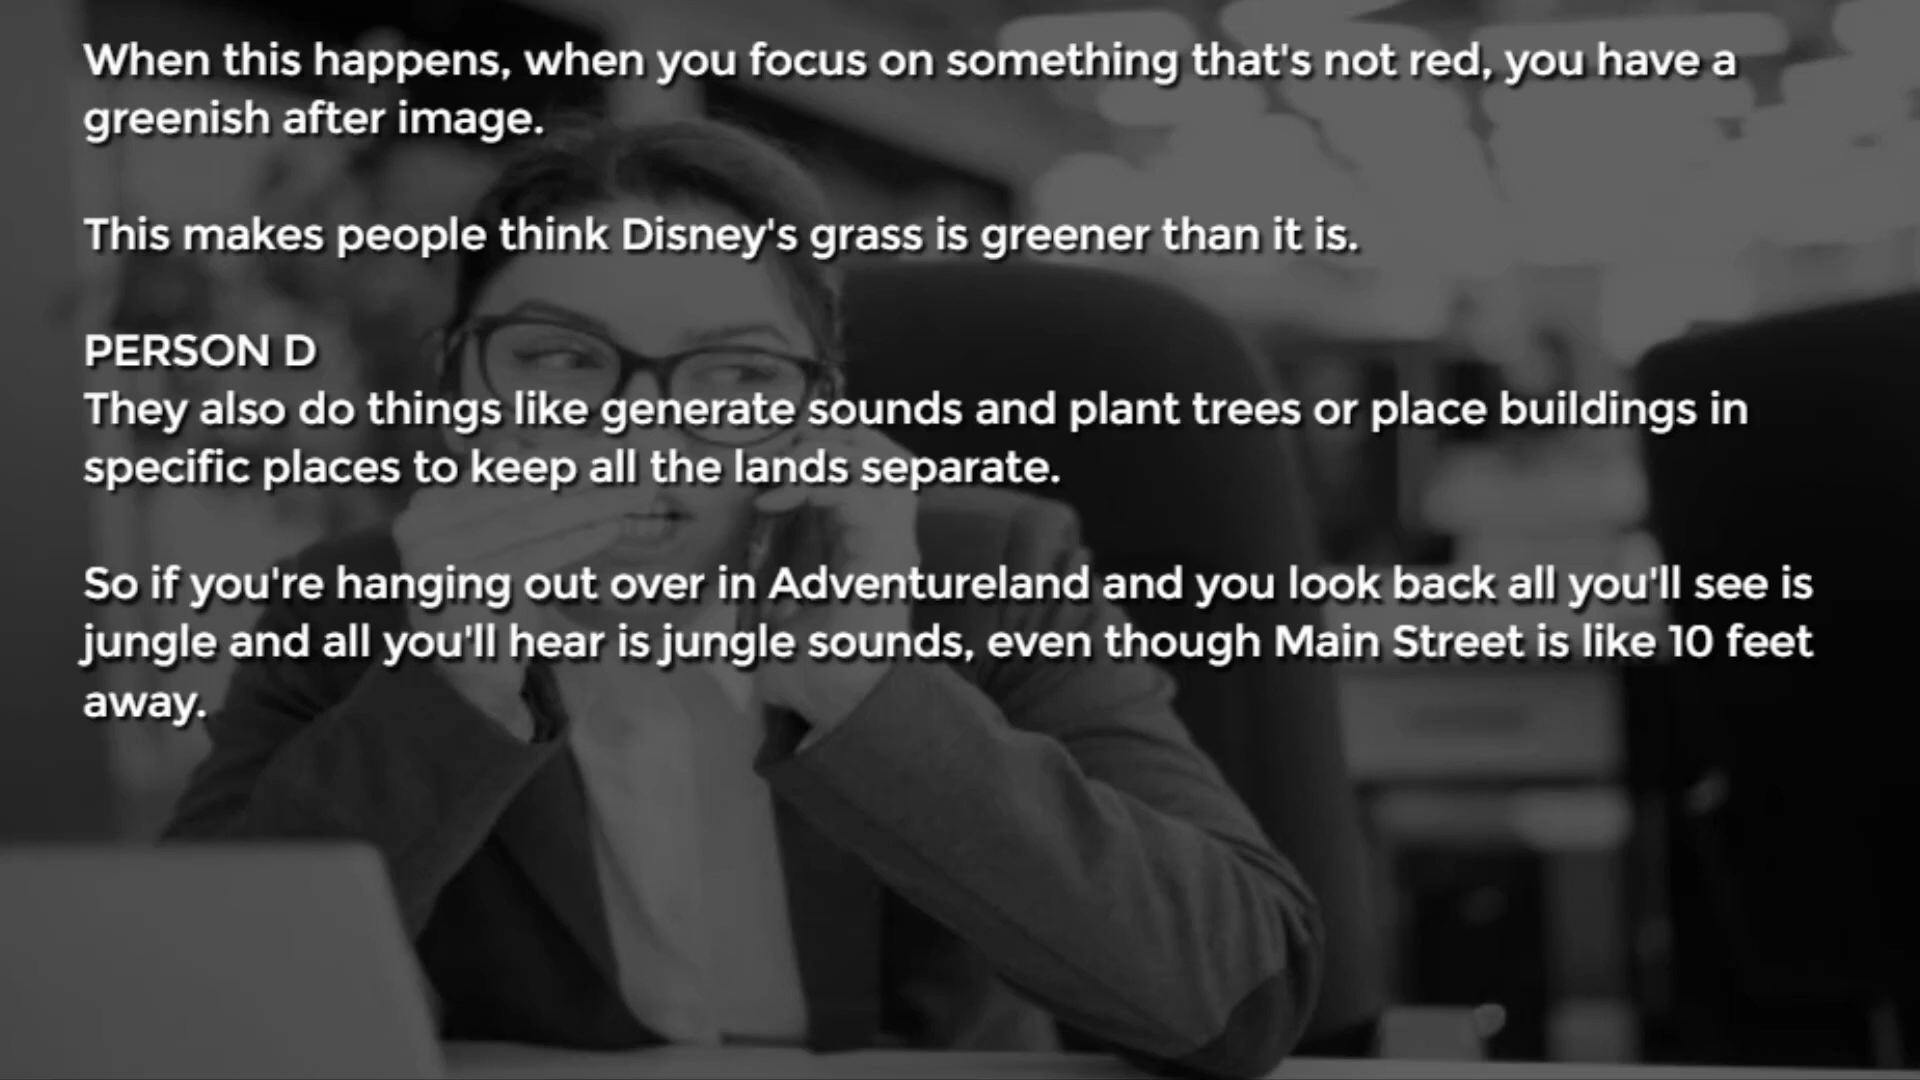 When this happens, when you focus on something that's not red, you have a
greenish after image.
This makes people think Disney's grass is greener than it is.
PERSON D
They also do things like generate sounds and plant trees or place buildings in
specific places to keep all the lands separate.
So if you're hanging out over in Adventureland and you look back all you'll see is
jungle and all you'll hear is jungle sounds, even though Main Street is like 10 feet
away.